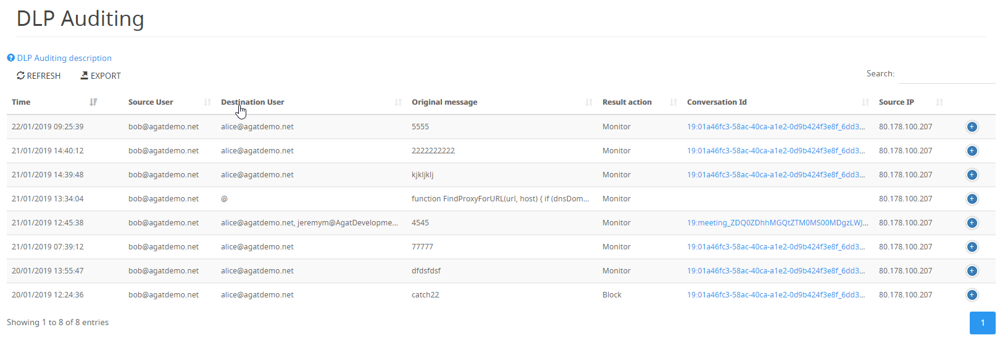 DLP Auditing
DLP Auditing description
REFRESH EXPORT Search:
Time Source User Destination User Original message Result action Conversation Id Source IP
22/01/2019 09:25:39 bob@agatdemo.net alice@agatdemo.net 5555 Monitor 19:01a46fc3-58ac-40ca-a1e2-0d9b424f3e8f_6dd3... 80.178.100.207
21/01/2019 14:40:12 bob@agatdemo.net alice@agatdemo.net 2222222222 Monitor 19:01a46fc3-58ac-40ca-a1e2-0d9b424f3e8f_6dd3... 80.178.100.207
21/01/2019 14:39:48 bob@agatdemo.net alice@agatdemo.net kjkljklj Monitor 19:01a46fc3-58ac-40ca-a1e2-0d9b424f3e8f_6dd3... 80.178.100.207
21/01/2019 13:34:04 bob@agatdemo.net @ function FindProxyForURL(url, host) { if (dnsDom... Monitor 80.178.100.207
21/01/2019 12:45:38 bob@agatdemo.net alice@agatdemo.net, jeremym@AgatDevelopme... 4545 Monitor 19:meeting_ZDQ0ZDhhMGQtZTM0MS00MDgzLWJ... 80.178.100.207
21/01/2019 07:39:12 bob@agatdemo.net alice@agatdemo.net 77777 Monitor 19:01a46fc3-58ac-40ca-a1e2-0d9b424f3e8f_6dd3... 80.178.100.207
20/01/2019 13:55:47 bob@agatdemo.net alice@agatdemo.net dfdsfdsf Monitor 19:01a46fc3-58ac-40ca-a1e2-0d9b424f3e8f_6dd3... 80.178.100.207
20/01/2019 12:24:36 bob@agatdemo.net alice@agatdemo.net catch22 Block 19:01a46fc3-58ac-40ca-a1e2-0d9b424f3e8f_6dd3... 80.178.100.207
Showing 1 to 8 of 8 entries 1